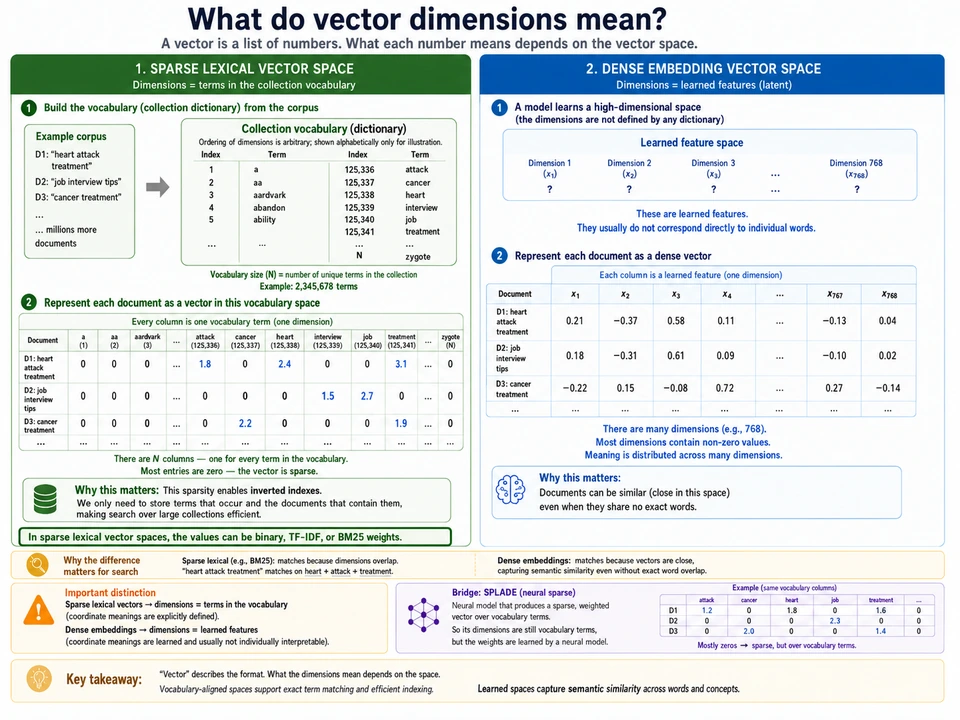 What do vector dimensions mean?
A vector is a list of numbers. What each number means depends on the vector space.
1. SPARSE LEXICAL VECTOR SPACE
Dimensions = terms in the collection vocabulary
1 Build the vocabulary (collection dictionary) from the corpus
Example corpus
D1: "heart attack
treatment"
D2: "job interview tips"
D3: "cancer treatment"
...
... millions more
documents
Collection vocabulary (dictionary)
Ordering of dimensions is arbitrary; shown alphabetically only for illustration.
Index Term Index Term
1 a 125,336 attack
2 aa 125,337 cancer
3 aardvark 125,338 heart
4 abandon 125,339 interview
5 ability 125,340 job
125,341 treatment
... ... ... ...
N zygote
Vocabulary size (N) = number of unique terms in the collection
Example: 2,345,678 terms
2 Represent each document as a vector in this vocabulary space
Every column is one vocabulary term (one dimension)
Document a (1) aa (2) aardvark (3) ... attack (125,336) cancer (125,337) heart (125,338) interview (125,339) job (125,340) treatment (125,341) ... zygote (N)
D1: heart attack treatment 0 0 0 ... 1.8 0 2.4 0 0 3.1 ... 0
D2: job interview tips 0 0 0 ... 0 0 0 1.5 2.7 0 ... 0
D3: cancer treatment 0 0 0 ... 0 2.2 0 0 0 1.9 ... 0
... ... ... ... ... ... ... ... ... ... ... ... ...
There are N columns — one for every term in the vocabulary.
Most entries are zero — the vector is sparse.
Why this matters: This sparsity enables inverted indexes.
We only need to store terms that occur and the documents that contain them,
making search over large collections efficient.
In sparse lexical vector spaces, the values can be binary, TF-IDF, or BM25 weights.
2. DENSE EMBEDDING VECTOR SPACE
Dimensions = learned features (latent)
1 A model learns a high-dimensional space
(the dimensions are not defined by any dictionary)
Learned feature space
Dimension 1 Dimension 2 Dimension 3 Dimension 768
(x1) (x2) (x3) ... (x768)
? ? ? ... ?
These are learned features.
They usually do not correspond directly to individual words.
2 Represent each document as a dense vector
Each column is a learned feature (one dimension)
Document x1 x2 x3 x4 ... x767 x768
D1: heart attack treatment 0.21 −0.37 0.58 0.11 ... −0.13 0.04
D2: job interview tips 0.18 −0.31 0.61 0.09 ... −0.10 0.02
D3: cancer treatment −0.22 0.15 −0.08 0.72 ... 0.27 −0.14
... ... ... ... ... ... ... ...
There are many dimensions (e.g., 768).
Most dimensions contain non-zero values.
Meaning is distributed across many dimensions.
Why this matters:
Documents can be similar (close in this space)
even when they share no exact words.
Why the difference
matters for search
Sparse lexical (e.g., BM25): matches because dimensions overlap.
"heart attack treatment" matches on heart + attack + treatment.
Dense embeddings: matches because vectors are close,
capturing semantic similarity even without exact word overlap.
Important distinction
Sparse lexical vectors → dimensions = terms in the vocabulary
(coordinate meanings are explicitly defined).
Dense embeddings → dimensions = learned features
(coordinate meanings are learned and usually not individually interpretable).
Bridge: SPLADE (neural sparse)
Neural model that produces a sparse, weighted
vector over vocabulary terms.
So its dimensions are still vocabulary terms,
but the weights are learned by a neural model.
Example (same vocabulary columns)
attack cancer heart job treatment ...
D1 1.2 0 1.8 0 1.6 0
D2 0 0 0 2.3 0 0
D3 0 2.0 0 0 1.4 0
Mostly zeros → sparse, but over vocabulary terms.
Key takeaway:
"Vector" describes the format. What the dimensions mean depends on the space.
Vocabulary-aligned spaces support exact term matching and efficient indexing.
Learned spaces capture semantic similarity across words and concepts.